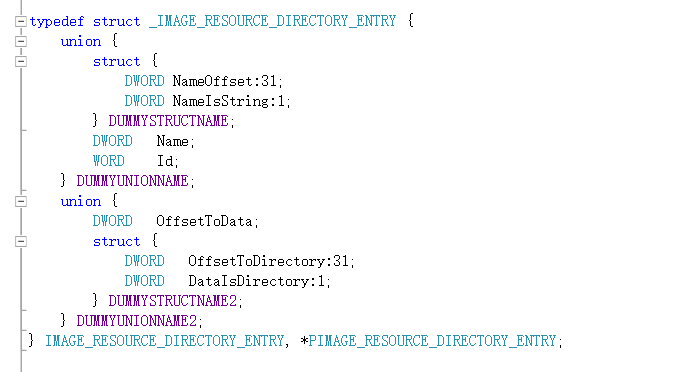 typedef struct _IMAGE_RESOURCE_DIRECTORY_ENTRY {
    union {
        struct {
            DWORD NameOffset:31;
            DWORD NameIsString:1;
        } DUMMYSTRUCTNAME;
        DWORD   Name;
        WORD    Id;
    } DUMMYUNIONNAME;
    union {
        DWORD   OffsetToData;
        struct {
            DWORD   OffsetToDirectory:31;
            DWORD   DataIsDirectory:1;
        } DUMMYSTRUCTNAME2;
    } DUMMYUNIONNAME2;
} IMAGE_RESOURCE_DIRECTORY_ENTRY, *PIMAGE_RESOURCE_DIRECTORY_ENTRY;